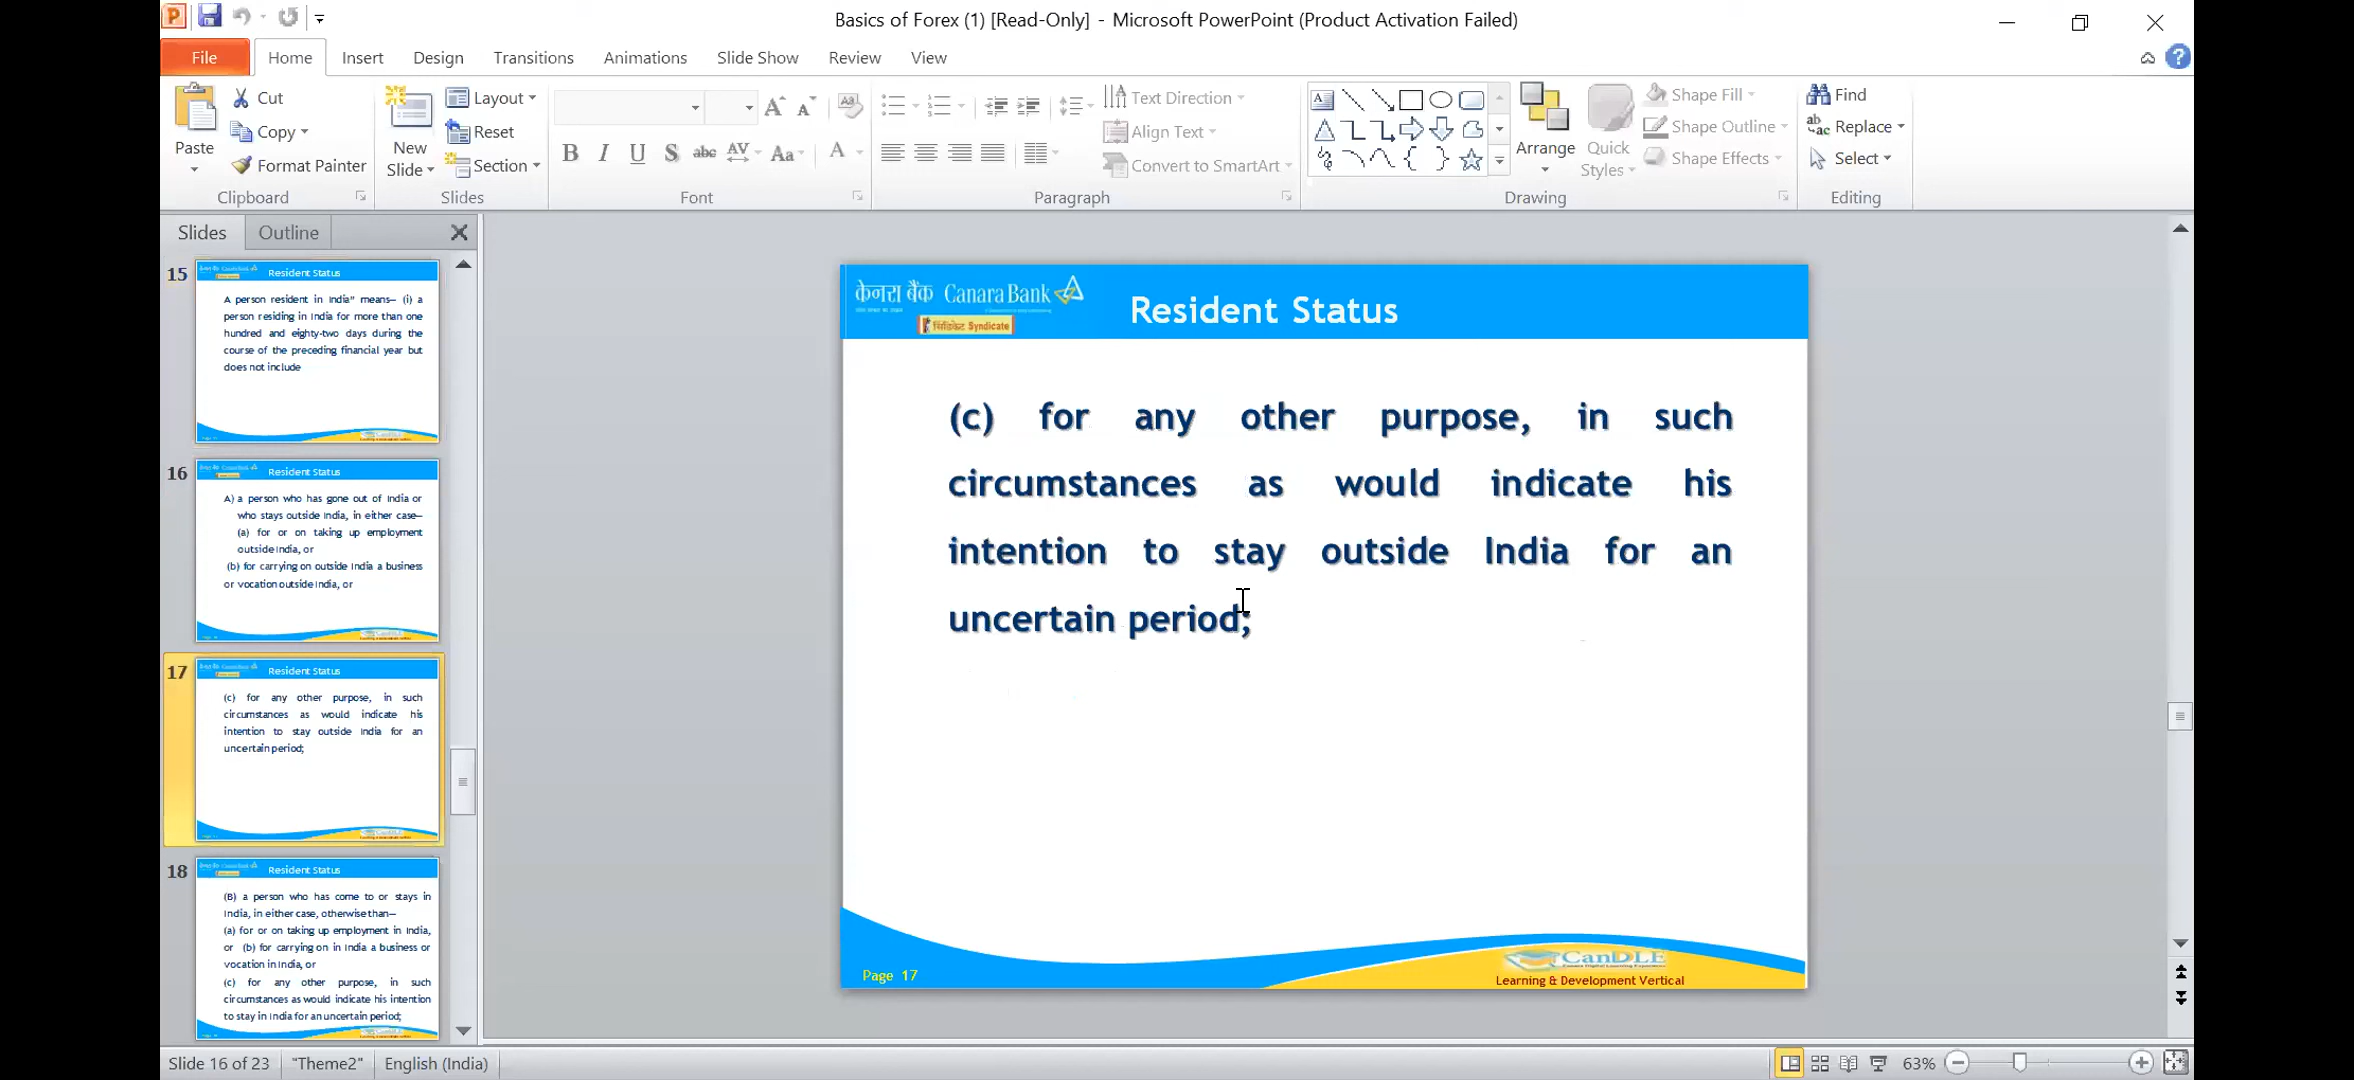 Basics of Forex (1) [Read-Only] - Microsoft PowerPoint (Product Activation Failed)
File Home Insert Design Transitions Animations Slide Show Review View
Paste
Cut
Copy
Format Painter
Clipboard
New Slide
Layout
Reset
Section
Slides
B I U S abc AV Aa A
Font
Text Direction
Align Text
Convert to SmartArt
Paragraph
Arrange
Quick Styles
Shape Fill
Shape Outline
Shape Effects
Drawing
Find
Replace
Select
Editing
Slides Outline
15
Resident Status
A person resident in India" means— (i) a
person residing in India for more than one
hundred and eighty-two days during the
course of the preceding financial year but
does not include
16
Resident Status
A) a person who has gone out of India or
who stays outside India, in either case—
(a) for or on taking up employment
outside India, or
(b) for carrying on outside India a business
or vocation outside India, or
17
Resident Status
(c) for any other purpose, in such
circumstances as would indicate his
intention to stay outside India for an
uncertain period;
18
Resident Status
(B) a person who has come to or stays in
India, in either case, otherwise than—
(a) for or on taking up employment in India,
or (b) for carrying on in India a business or
vocation in India, or
(c) for any other purpose, in such
circumstances as would indicate his intention
to stay in India for an uncertain period;
केनरा बैंक Canara Bank
सिंडिकेट Syndicate
Resident Status
(c) for any other purpose, in such
circumstances as would indicate his
intention to stay outside India for an
uncertain period;
Page 17
CanDLE
Learning & Development Vertical
Slide 16 of 23 "Theme2" English (India) 63%